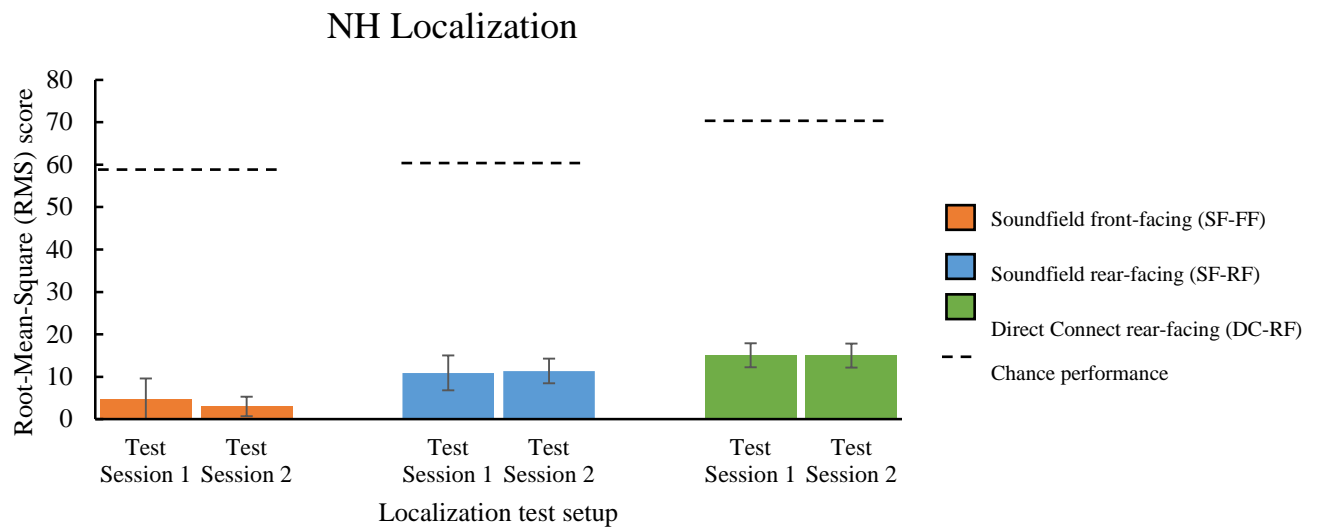 NH Localization
Root-Mean-Square (RMS) score
80
70
60
50
40
30
20
10
0
Test Session 1
Test Session 2
Test Session 1
Test Session 2
Test Session 1
Test Session 2
Localization test setup
Soundfield front-facing (SF-FF)
Soundfield rear-facing (SF-RF)
Direct Connect rear-facing (DC-RF)
Chance performance